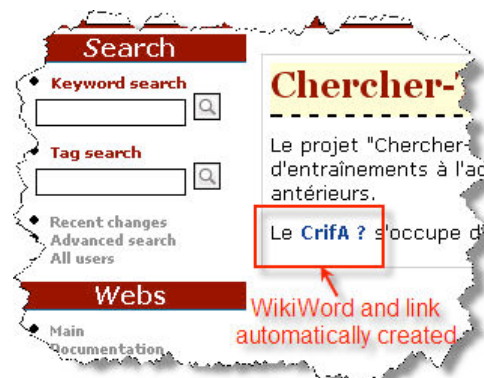 Search
Keyword search
Tag search
Recent changes
Advanced search
All users
Webs
Main
Documentation
Chercher-
Le projet "Chercher-
d'entraînements à l'ac
antérieurs.
Le CrifA ? s'occupe d'
WikiWord and link
automatically created